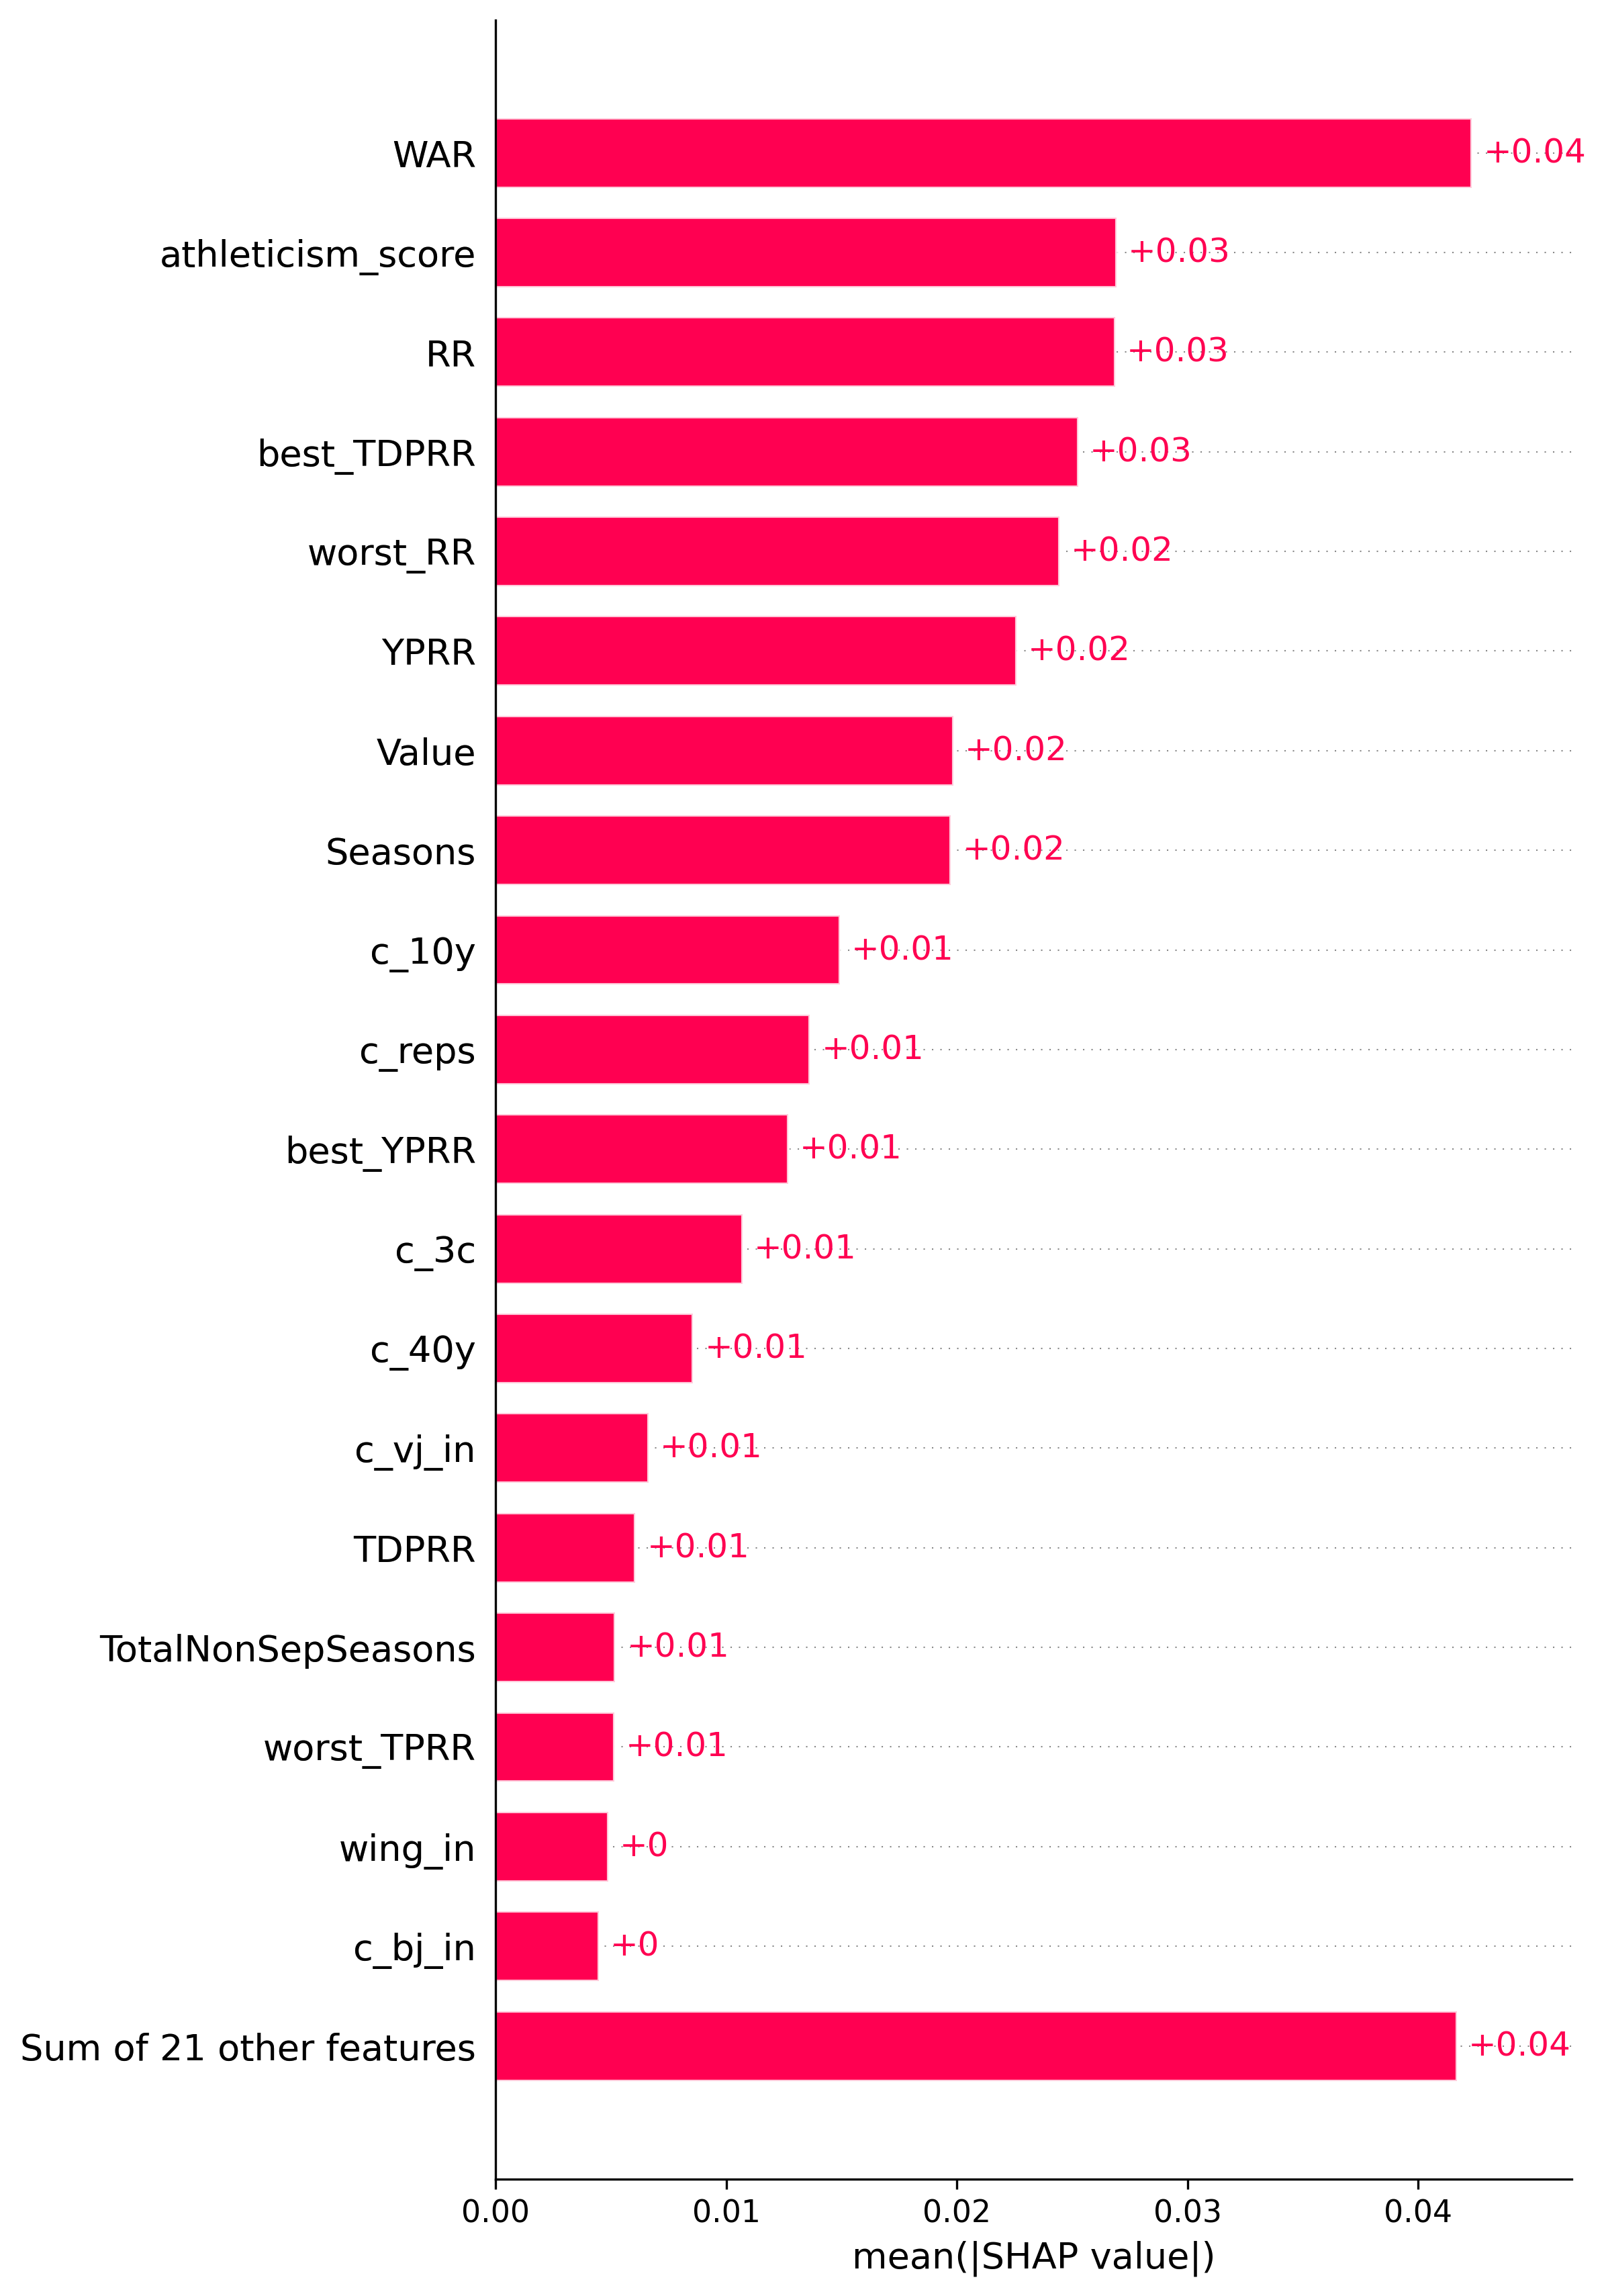 WAR +0.04
athleticism_score +0.03
RR +0.03
best_TDPRR +0.03
worst_RR +0.02
YPRR +0.02
Value +0.02
Seasons +0.02
c_10y +0.01
c_reps +0.01
best_YPRR +0.01
c_3c +0.01
c_40y +0.01
c_vj_in +0.01
TDPRR +0.01
TotalNonSepSeasons +0.01
worst_TPRR +0.01
wing_in +0
c_bj_in +0
Sum of 21 other features +0.04
0.00 0.01 0.02 0.03 0.04
mean(|SHAP value|)